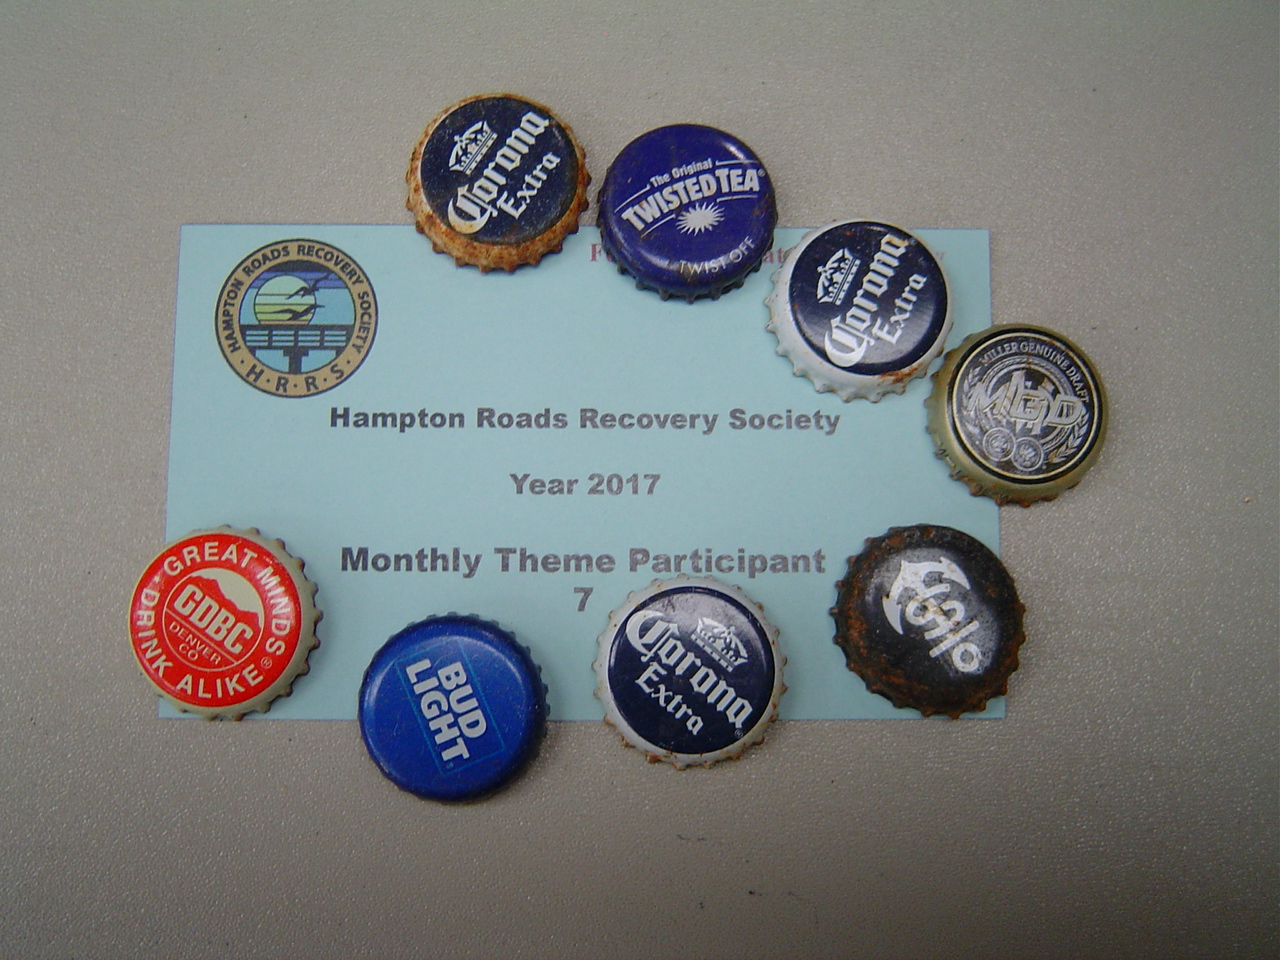 Corona
Extra
The Original
TWISTED TEA®
TWIST OFF
HAMPTON ROADS RECOVERY SOCIETY
· H · R · R · S ·
Corona
Extra
MILLER GENUINE DRAFT
MGD
Hampton Roads Recovery Society
Year 2017
Monthly Theme Participant
7
GREAT MINDS
DRINK ALIKE®
GDBC
DENVER
CO
BUD
LIGHT
Corona
Extra